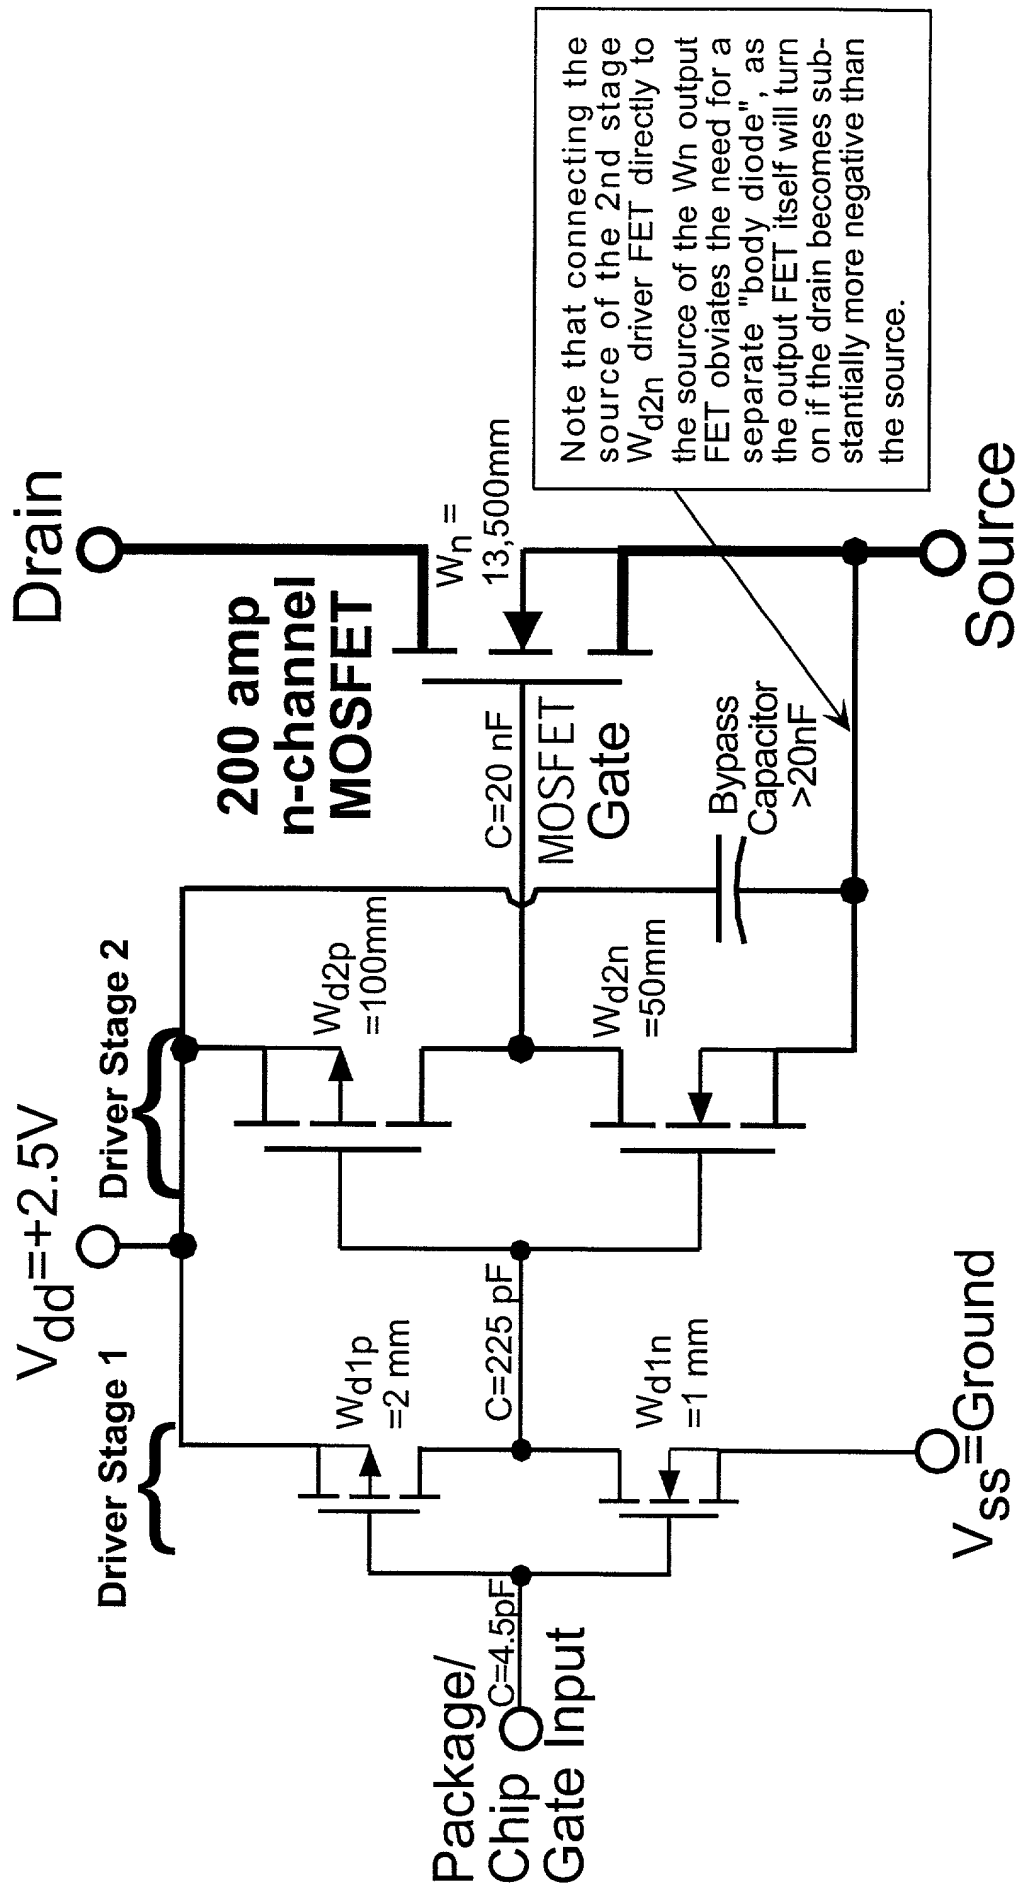 Package/
Chip
Gate Input
C=4.5pF
Driver Stage 1
Wd1p
=2 mm
C=225 pF
Wd1n
=1 mm
Vss=Ground
Vdd=+2.5V
Driver Stage 2
Wd2p
=100mm
Wd2n
=50mm
Bypass
Capacitor
>20nF
200 amp
n-channel
MOSFET
C=20 nF
MOSFET
Gate
Drain
Wn =
13,500mm
Source
Note that connecting the
source of the 2nd stage
Wd2n driver FET directly to
the source of the Wn output
FET obviates the need for a
separate "body diode", as
the output FET itself will turn
on if the drain becomes sub-
stantially more negative than
the source.